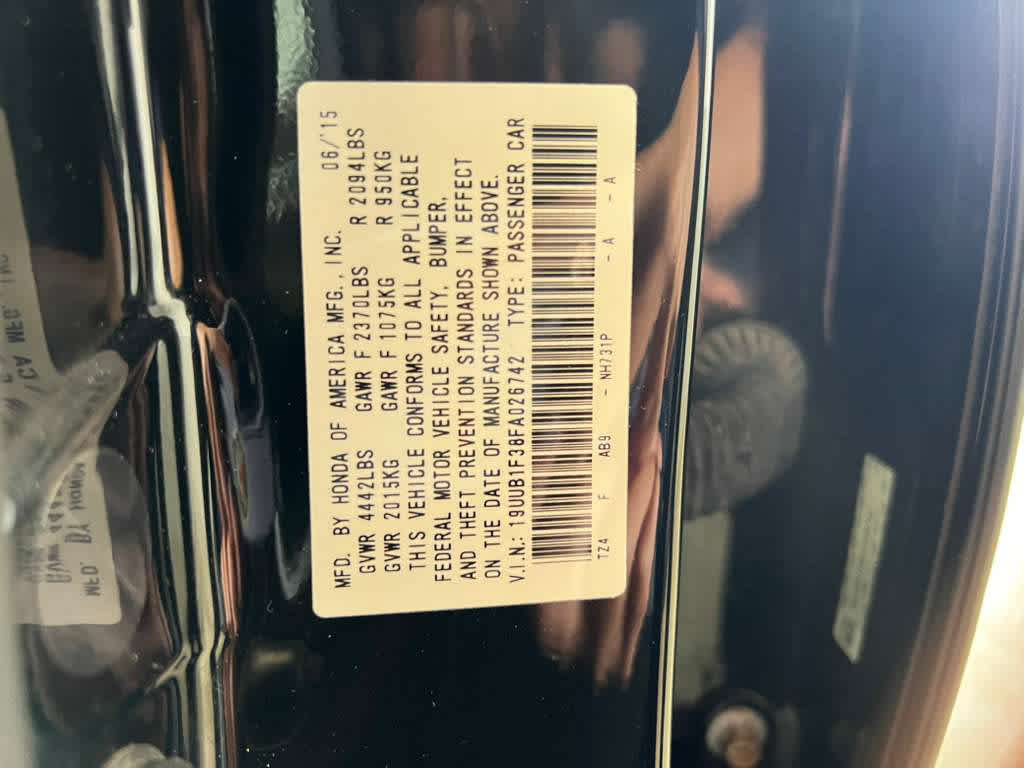 MFD. BY HONDA OF AMERICA MFG., INC. 06/'15
GVWR 4442LBS GAWR F 2370LBS R 2094LBS
GVWR 2015KG GAWR F 1075KG R 950KG
THIS VEHICLE CONFORMS TO ALL APPLICABLE
FEDERAL MOTOR VEHICLE SAFETY, BUMPER,
AND THEFT PREVENTION STANDARDS IN EFFECT
ON THE DATE OF MANUFACTURE SHOWN ABOVE.
V.I.N.: 19UUB1F38FA026742 TYPE: PASSENGER CAR
TZ4 F AB9 - NH731P - A - A